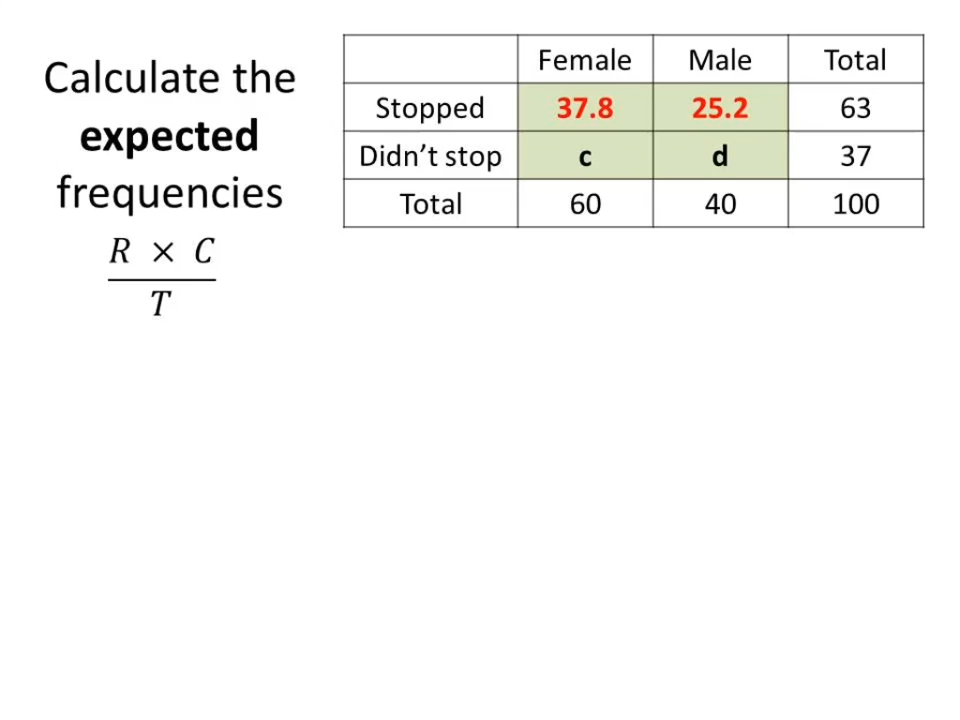 Calculate the
expected
frequencies
R × C
T
Female Male Total
Stopped 37.8 25.2 63
Didn't stop c d 37
Total 60 40 100